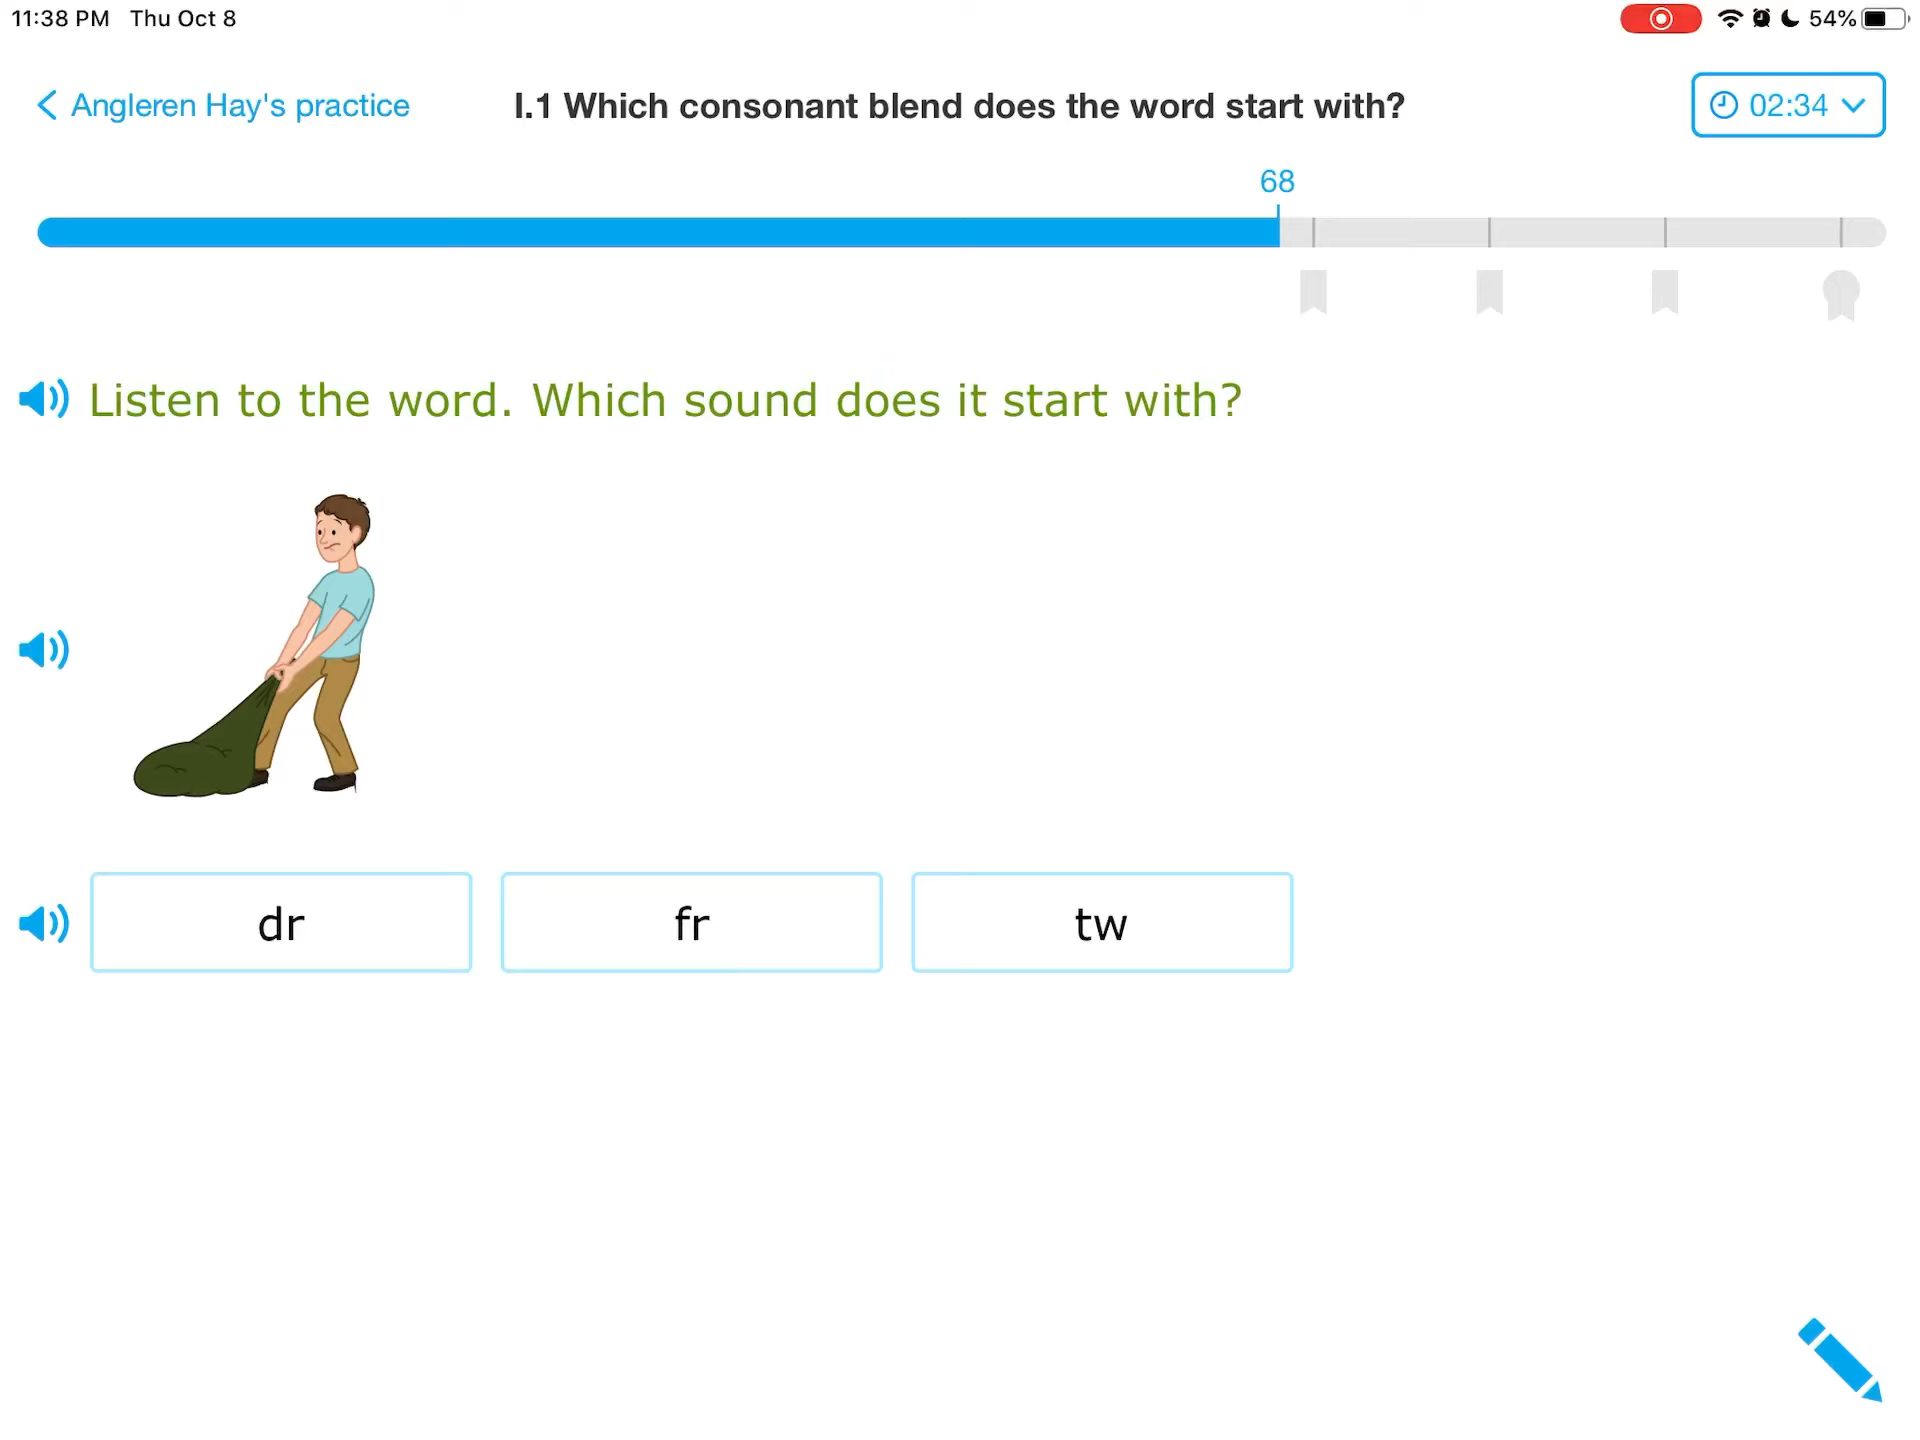 11:38 PM Thu Oct 8 54%
Angleren Hay's practice I.1 Which consonant blend does the word start with? 02:34
68
Listen to the word. Which sound does it start with?
dr fr tw